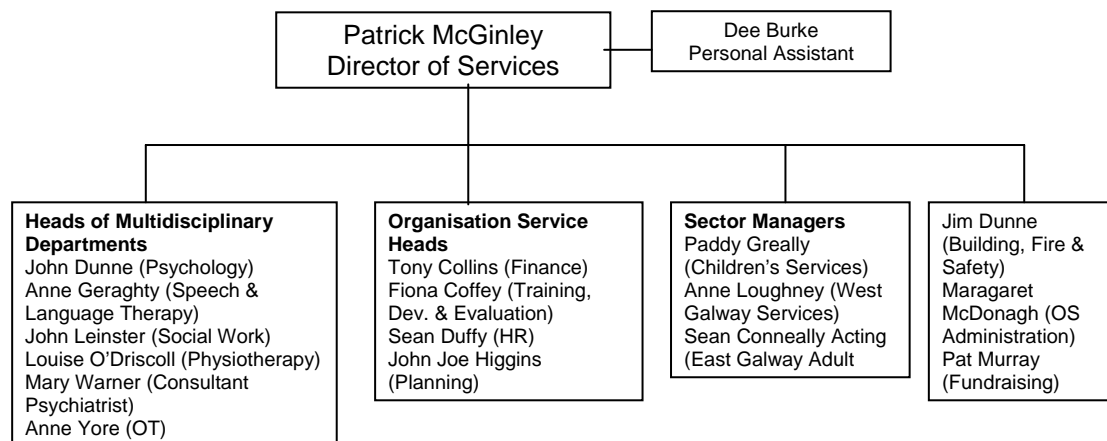 Patrick McGinley
Director of Services
Dee Burke
Personal Assistant
Heads of Multidisciplinary
Departments
John Dunne (Psychology)
Anne Geraghty (Speech &
Language Therapy)
John Leinster (Social Work)
Louise O’Driscoll (Physiotherapy)
Mary Warner (Consultant
Psychiatrist)
Anne Yore (OT)
Organisation Service
Heads
Tony Collins (Finance)
Fiona Coffey (Training,
Dev. & Evaluation)
Sean Duffy (HR)
John Joe Higgins
(Planning)
Sector Managers
Paddy Greally
(Children’s Services)
Anne Loughney (West
Galway Services)
Sean Conneally Acting
(East Galway Adult
Jim Dunne
(Building, Fire &
Safety)
Maragaret
McDonagh (OS
Administration)
Pat Murray
(Fundraising)